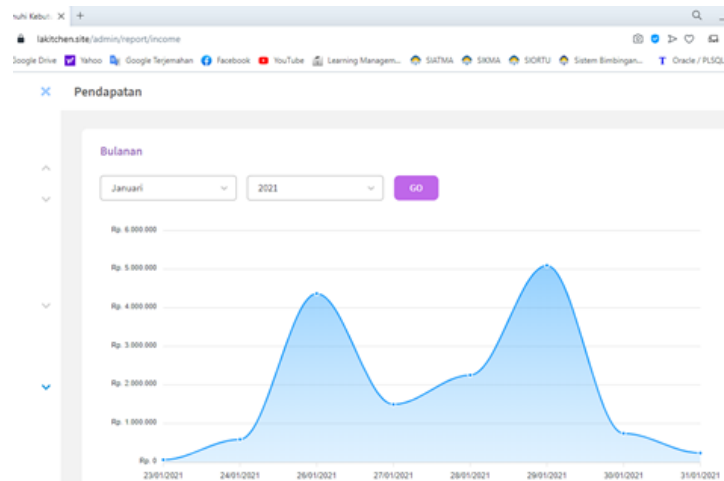 nuhi Kebut
lakitchen.site/admin/report/income
Google Drive Yahoo Google Terjemahan Facebook YouTube Learning Managem... SIATMA SIKMA SIORTU Sistem Bimbingan... Oracle / PLSQL
Pendapatan
Bulanan
Januari 2021 GO
Rp. 6.000.000
Rp. 5.000.000
Rp. 4.000.000
Rp. 3.000.000
Rp. 2.000.000
Rp. 1.000.000
Rp. 0
23/01/2021 24/01/2021 26/01/2021 27/01/2021 28/01/2021 29/01/2021 30/01/2021 31/01/2021